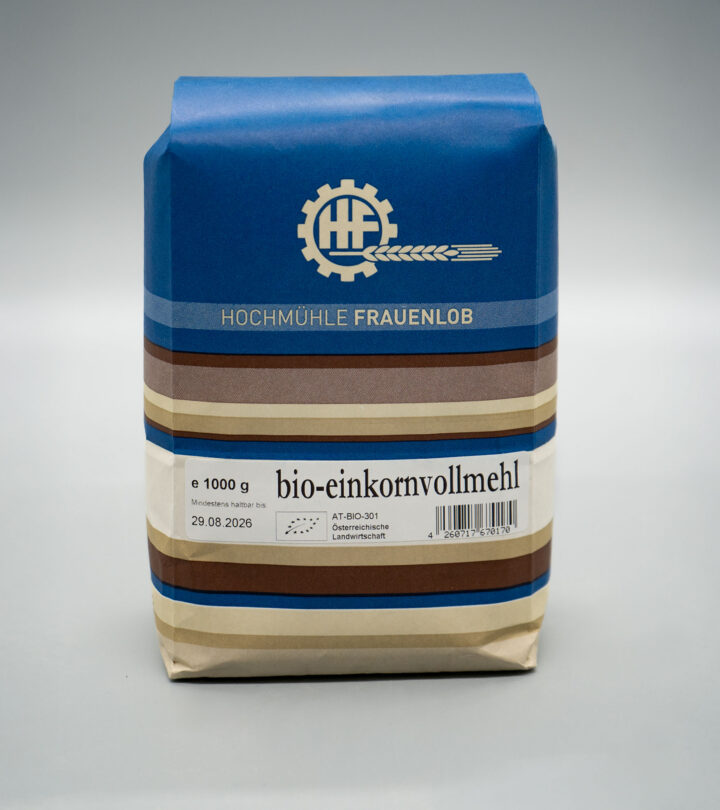 HF
HOCHMÜHLE FRAUENLOB
e 1000 g
Mindestens haltbar bis:
29.08.2026
bio-einkornvollmehl
AT-BIO-301
Österreichische
Landwirtschaft
4 260717 670170